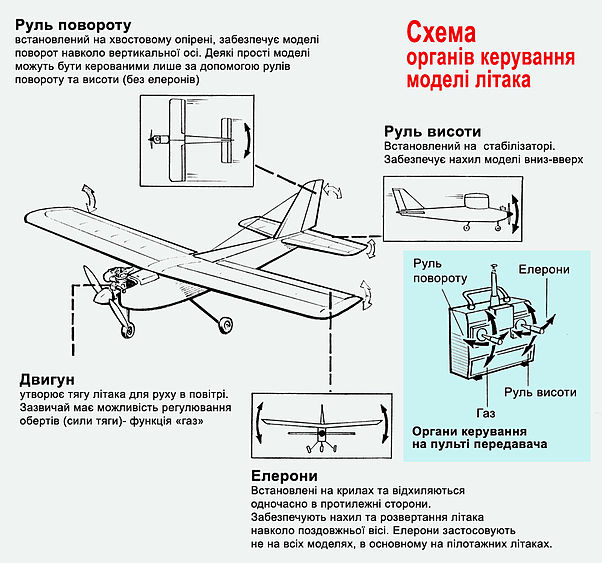 Руль повороту
встановлений на хвостовому опірені, забезпечує моделі
поворот навколо вертикальної осі. Деякі прості моделі
можуть бути керованими лише за допомогою рулів
повороту та висоти (без елеронів)
Схема
органів керування
моделі літака
Руль висоти
Встановлений на стабілізаторі.
Забезпечує нахил моделі вниз-вверх
Руль
повороту
Елерони
Руль висоти
Газ
Органи керування
на пульті передавача
Двигун
утворює тягу літака для руху в повітрі.
Зазвичай має можливість регулювання
обертів (сили тяги)- функція «газ»
Елерони
Встановлені на крилах та відхиляються
одночасно в протилежні сторони.
Забезпечують нахил та розвертання літака
навколо поздовжньої вісі. Елерони застосовують
не на всіх моделях, в основному на пілотажних літаках.